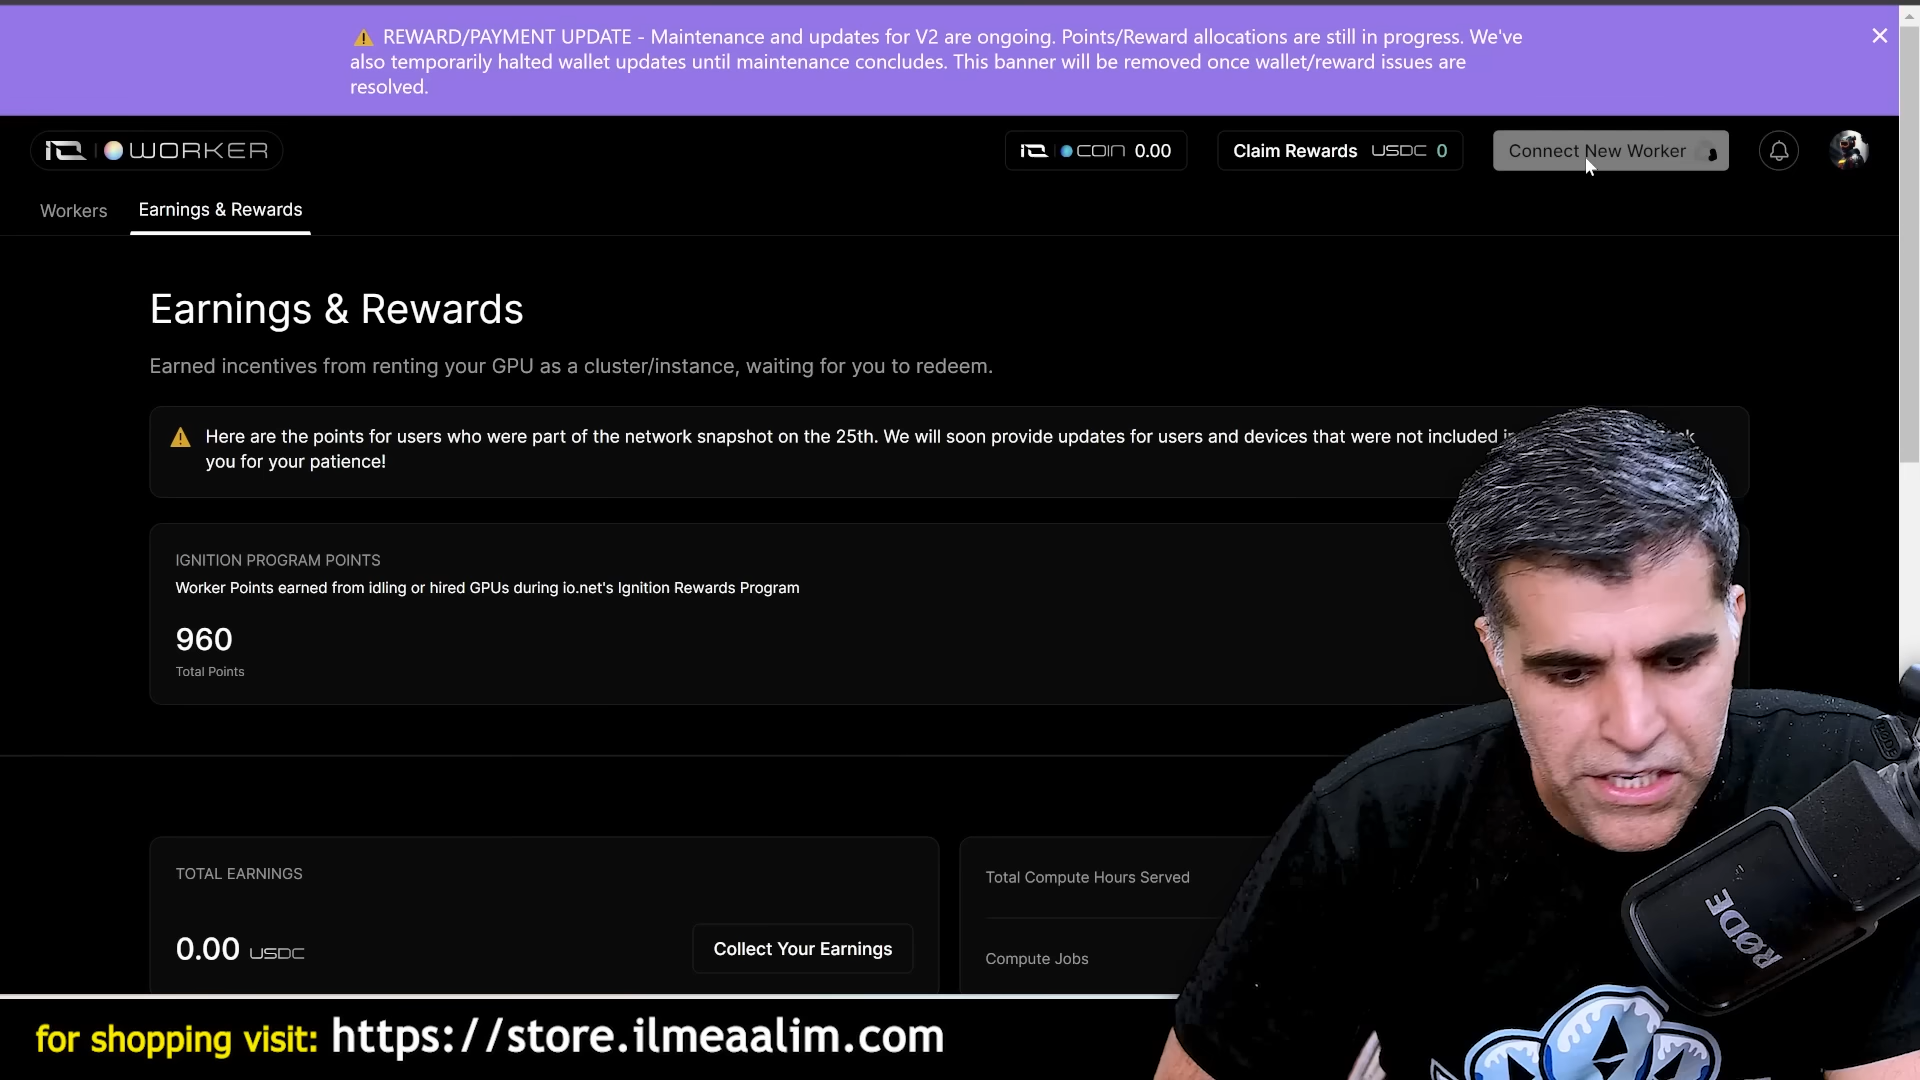 ⚠ REWARD/PAYMENT UPDATE - Maintenance and updates for V2 are ongoing. Points/Reward allocations are still in progress. We've
also temporarily halted wallet updates until maintenance concludes. This banner will be removed once wallet/reward issues are
resolved.
IO | WORKER
IO | COIN 0.00
Claim Rewards USDC 0
Connect New Worker
Workers
Earnings & Rewards
Earnings & Rewards
Earned incentives from renting your GPU as a cluster/instance, waiting for you to redeem.
Here are the points for users who were part of the network snapshot on the 25th. We will soon provide updates for users and devices that were not included
you for your patience!
IGNITION PROGRAM POINTS
Worker Points earned from idling or hired GPUs during io.net's Ignition Rewards Program
960
Total Points
TOTAL EARNINGS
0.00 USDC
Collect Your Earnings
Total Compute Hours Served
Compute Jobs
RØDE
for shopping visit: https://store.ilmeaalim.com